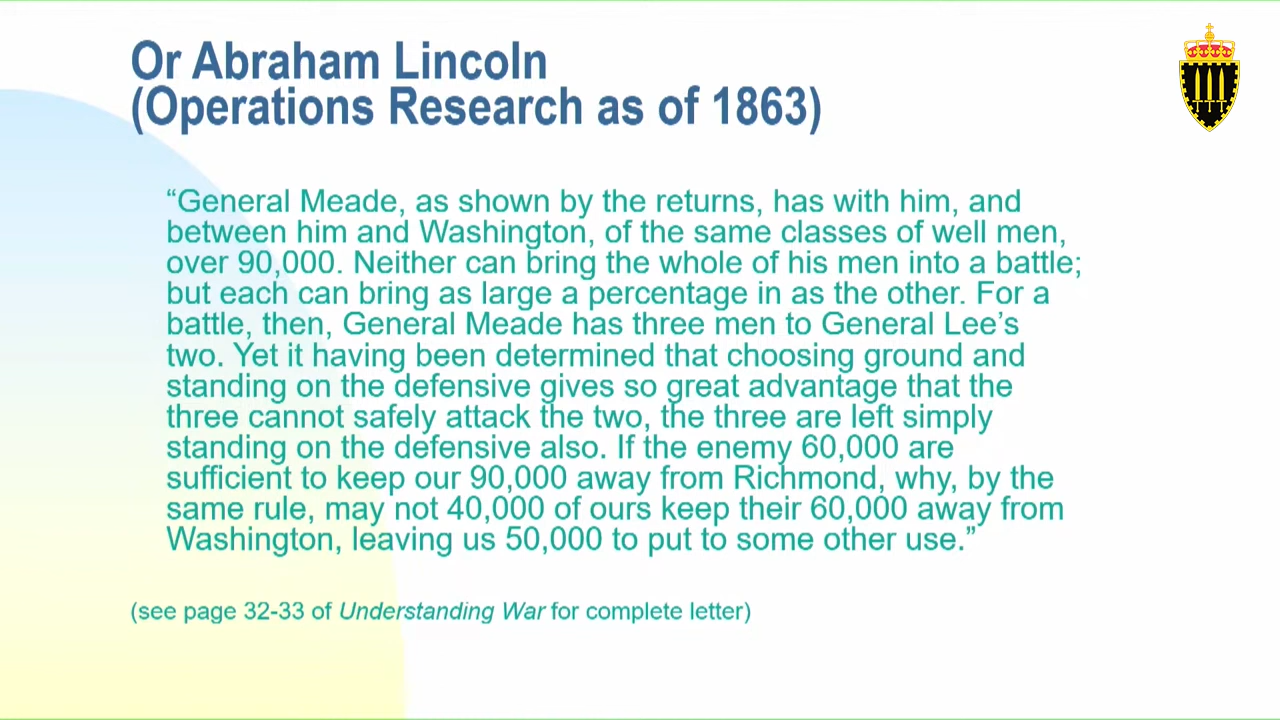 Or Abraham Lincoln
(Operations Research as of 1863)
“General Meade, as shown by the returns, has with him, and
between him and Washington, of the same classes of well men,
over 90,000. Neither can bring the whole of his men into a battle;
but each can bring as large a percentage in as the other. For a
battle, then, General Meade has three men to General Lee’s
two. Yet it having been determined that choosing ground and
standing on the defensive gives so great advantage that the
three cannot safely attack the two, the three are left simply
standing on the defensive also. If the enemy 60,000 are
sufficient to keep our 90,000 away from Richmond, why, by the
same rule, may not 40,000 of ours keep their 60,000 away from
Washington, leaving us 50,000 to put to some other use.”
(see page 32-33 of Understanding War for complete letter)